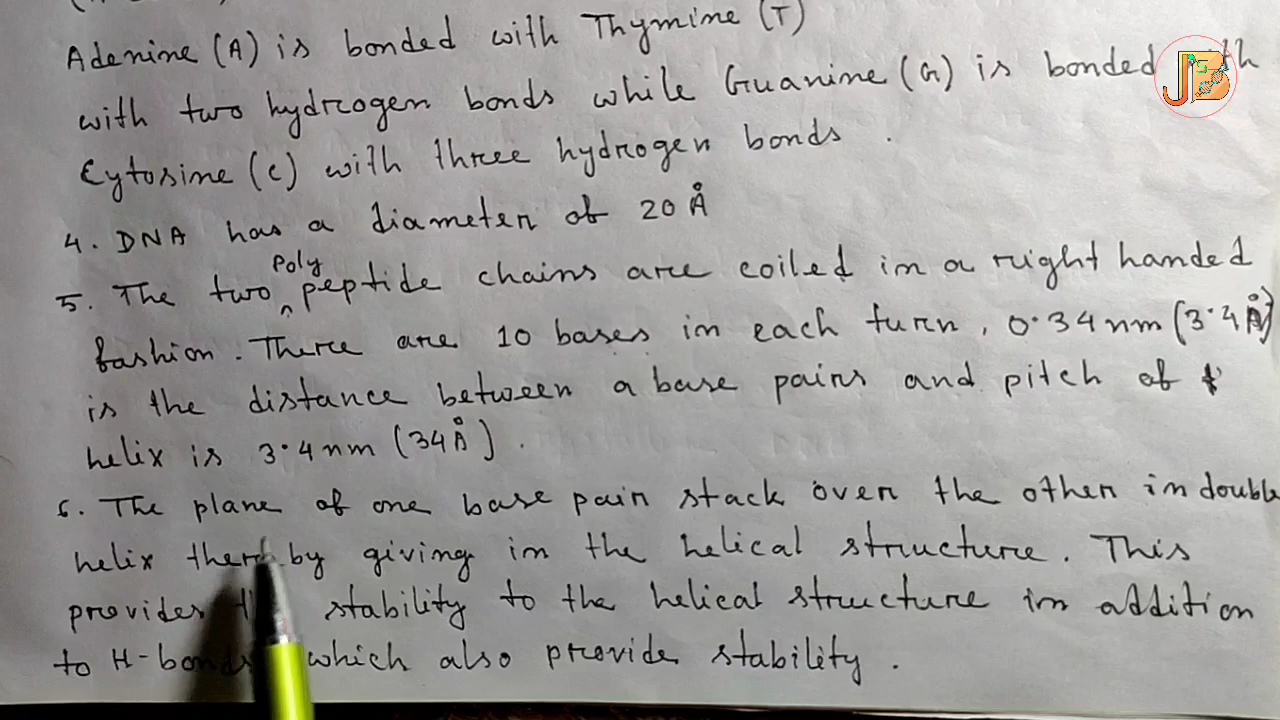 Adenine (A) is bonded with Thymine (T)
with two hydrogen bonds while Guanine (G) is bonded with
Cytosine (C) with three hydrogen bonds.
4. DNA has a diameter of 20 Å
5. The two poly peptide chains are coiled in a right handed
fashion. There are 10 bases in each turn, 0.34 nm (3.4 Å)
is the distance between a base pairs and pitch of
helix is 3.4 nm (34 Å).
6. The plane of one base pair stack over the other in double
helix thereby giving in the helical structure. This
provides stability to the helical structure in addition
to H-bonds which also provide stability.
JB